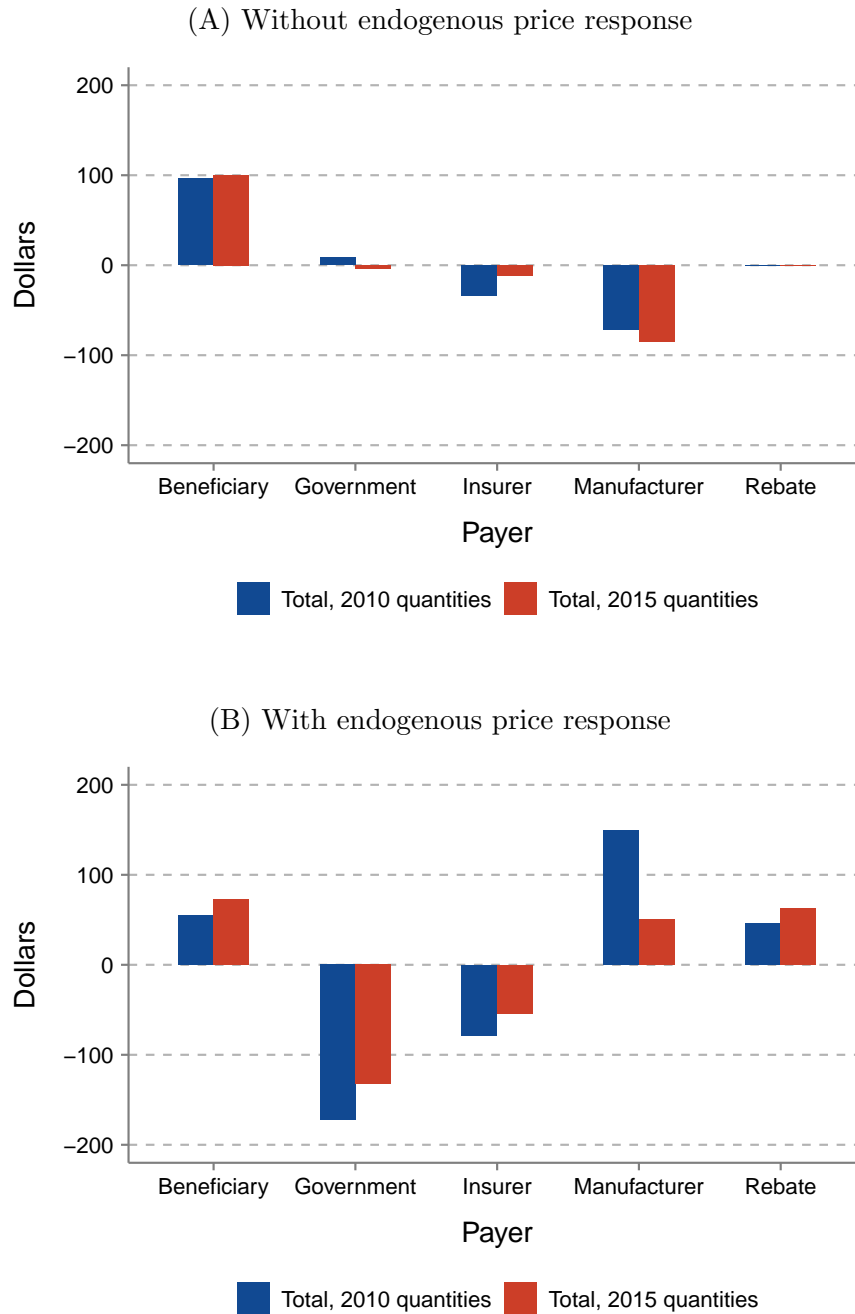 (A) Without endogenous price response
200
100
0
−100
−200
Dollars
Beneficiary Government Insurer Manufacturer Rebate
Payer
Total, 2010 quantities Total, 2015 quantities
(B) With endogenous price response
200
100
0
−100
−200
Dollars
Beneficiary Government Insurer Manufacturer Rebate
Payer
Total, 2010 quantities Total, 2015 quantities